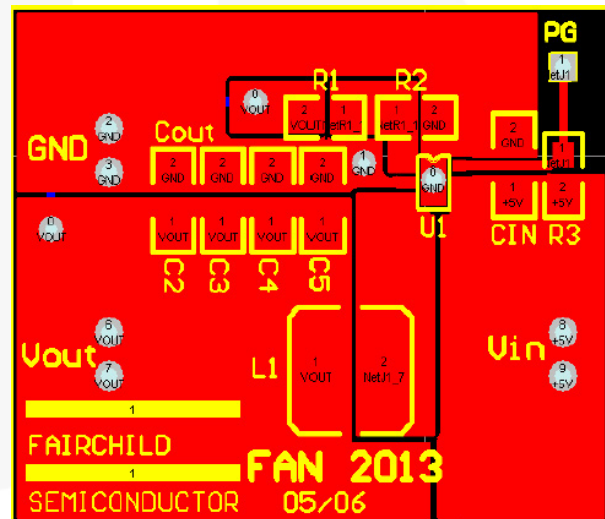 PG
1
NetJ1
R1 R2
0
VOUT
2 1 1 2
VOUT NetR1_1 NetR1_1 GND
2
GND
GND
Cout
2
GND
1
NetJ1
3
GND
2 2 2 2
GND GND GND GND
1
GND
0
GND
1 2
+5V +5V
U1
CIN R3
0
VOUT
1 1 1 1
VOUT VOUT VOUT VOUT
C2 C3 C4 C5
Vout
6
VOUT
7
VOUT
L1
1 2
VOUT NetJ1_7
Vin
8
+5V
9
+5V
1
FAIRCHILD
1
FAN 2013
SEMICONDUCTOR 05/06